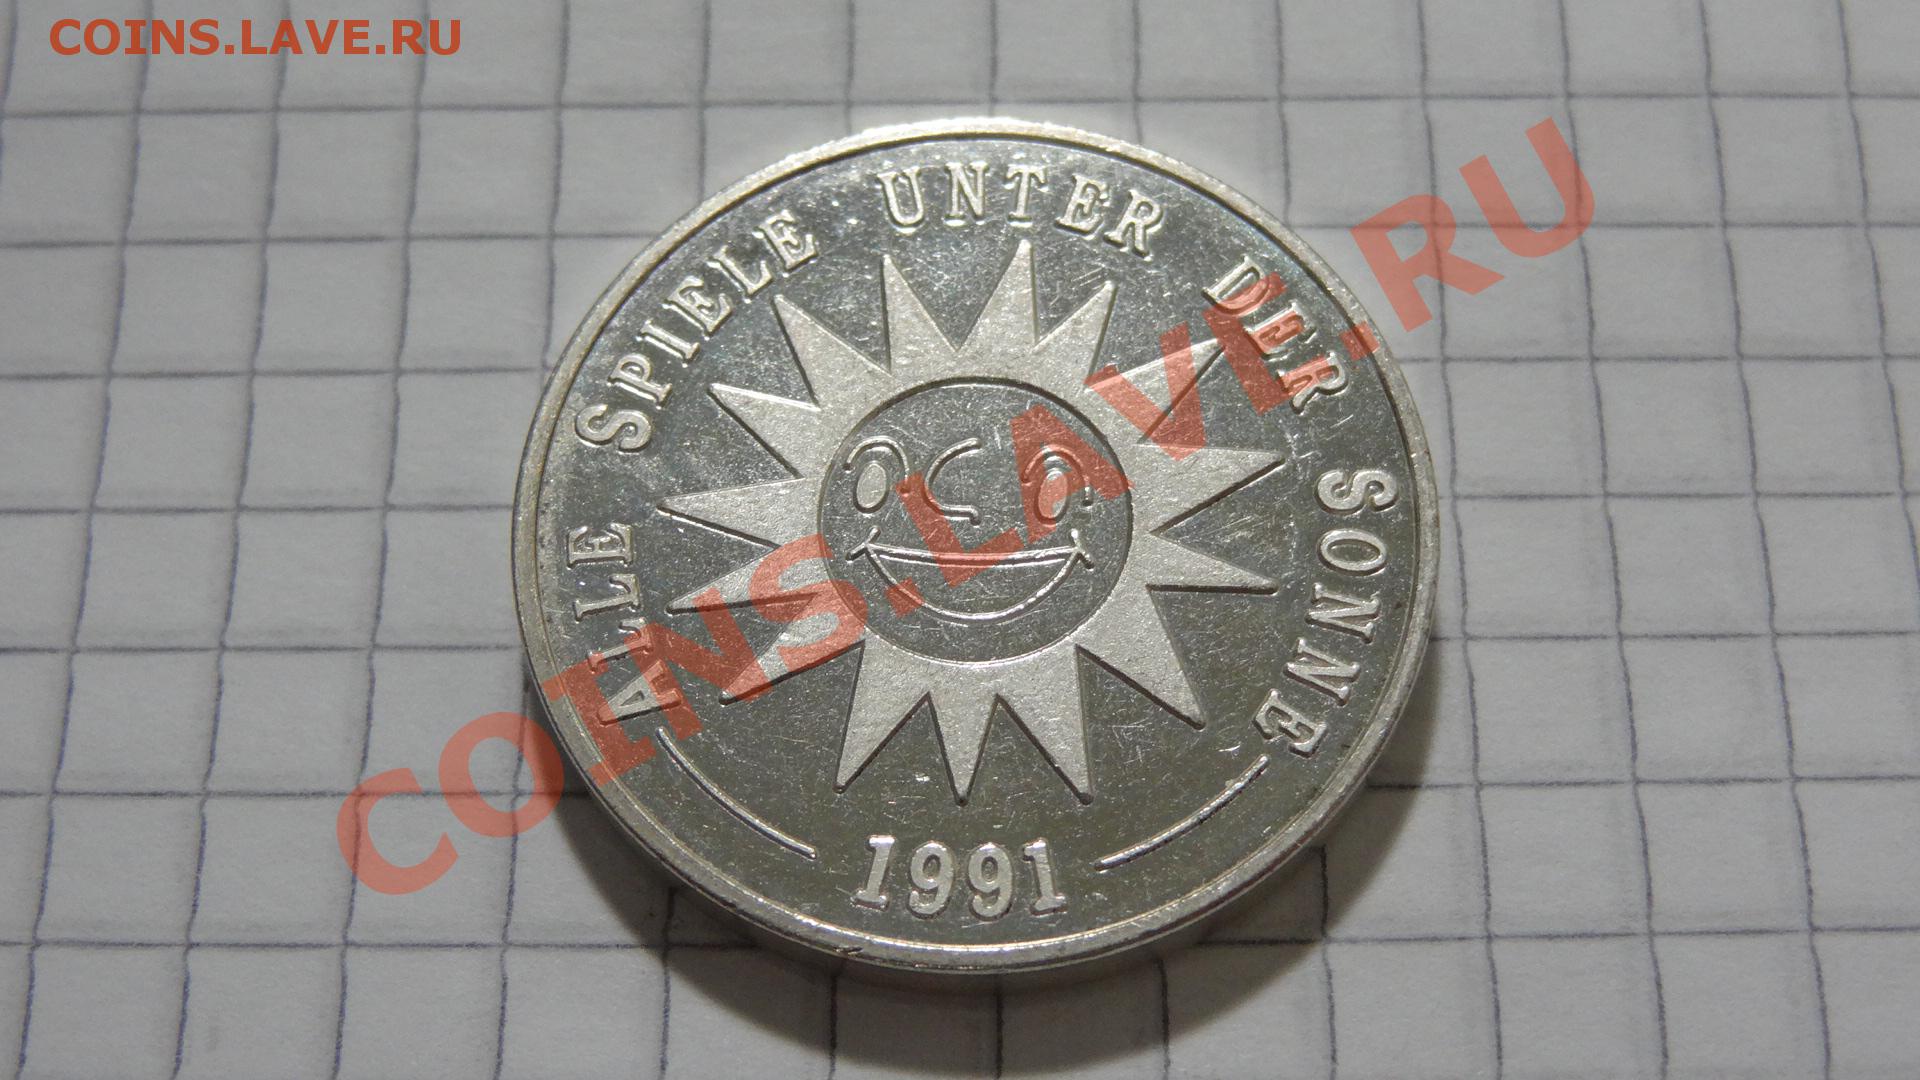 COINS.LAVE.RU
ALLE SPIELE UNTER DER SONNE
1991
COINS.LAVE.RU